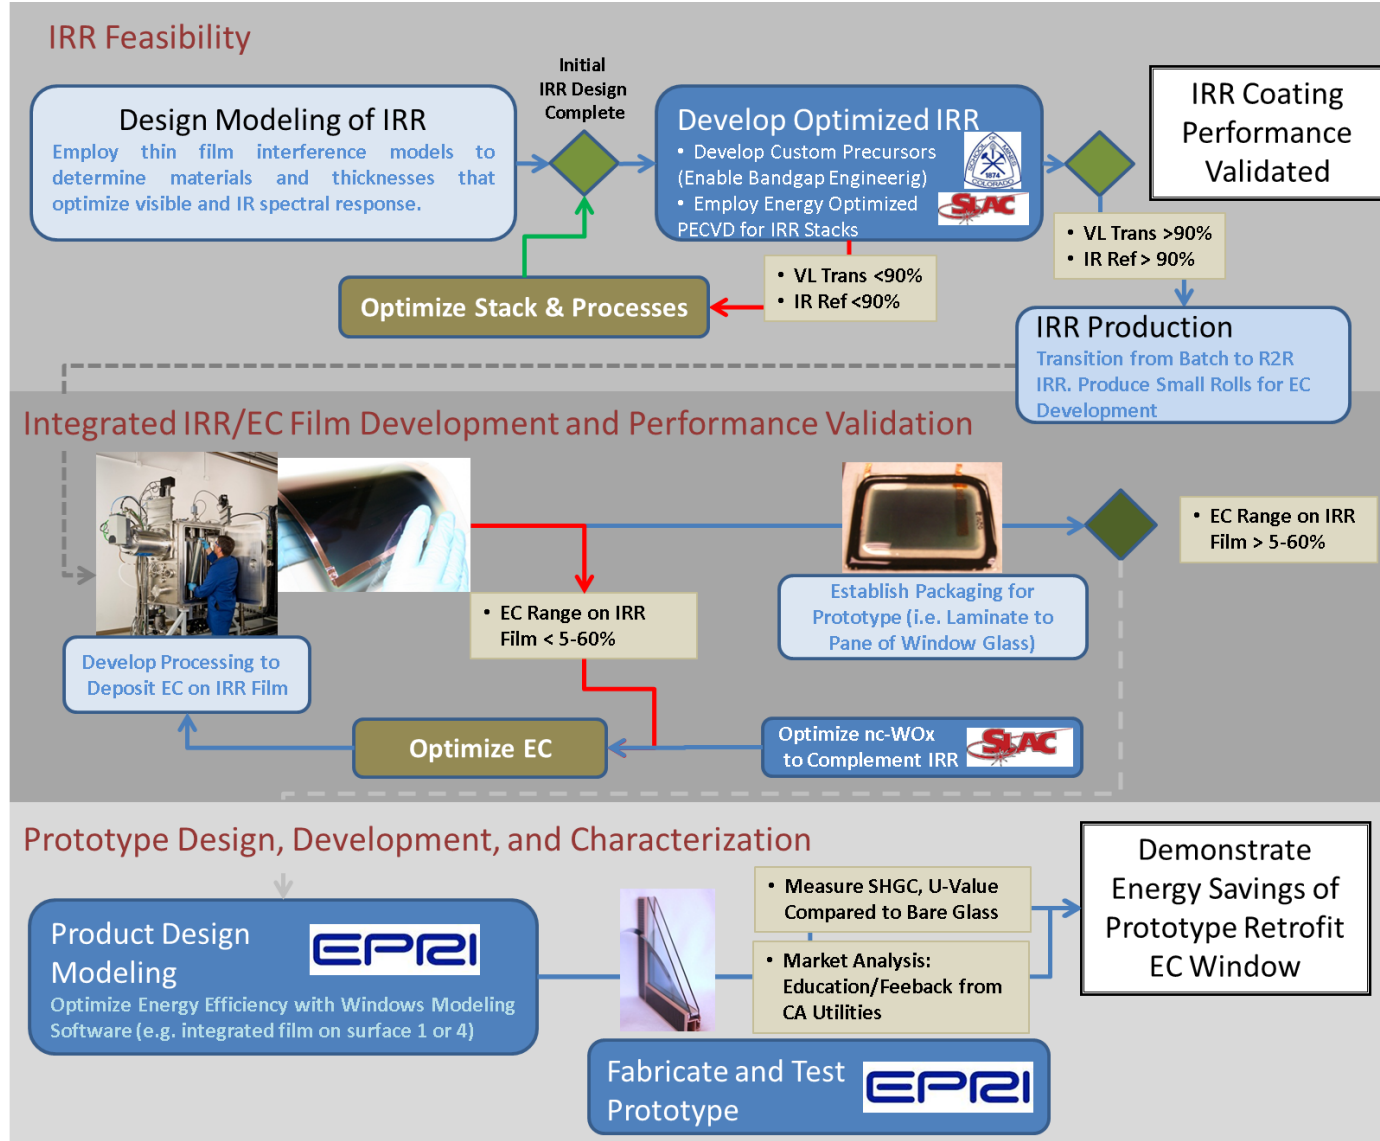 IRR Feasibility
Initial
IRR Design
Complete
Design Modeling of IRR
Employ thin film interference models to
determine materials and thicknesses that
optimize visible and IR spectral response.
Develop Optimized IRR
• Develop Custom Precursors
(Enable Bandgap Engineerig)
• Employ Energy Optimized
PECVD for IRR Stacks
SCHOOL OF MINES
1874
COLORADO
SLAC
IRR Coating
Performance
Validated
• VL Trans >90%
• IR Ref > 90%
• VL Trans <90%
• IR Ref <90%
Optimize Stack & Processes
IRR Production
Transition from Batch to R2R
IRR. Produce Small Rolls for EC
Development
Integrated IRR/EC Film Development and Performance Validation
• EC Range on IRR
Film > 5-60%
Establish Packaging for
Prototype (i.e. Laminate to
Pane of Window Glass)
• EC Range on IRR
Film < 5-60%
Develop Processing to
Deposit EC on IRR Film
Optimize EC
Optimize nc-WOx
to Complement IRR
SLAC
Prototype Design, Development, and Characterization
Product Design
Modeling
EPRI
Optimize Energy Efficiency with Windows Modeling
Software (e.g. integrated film on surface 1 or 4)
• Measure SHGC, U-Value
Compared to Bare Glass
• Market Analysis:
Education/Feeback from
CA Utilities
Demonstrate
Energy Savings of
Prototype Retrofit
EC Window
Fabricate and Test
Prototype
EPRI